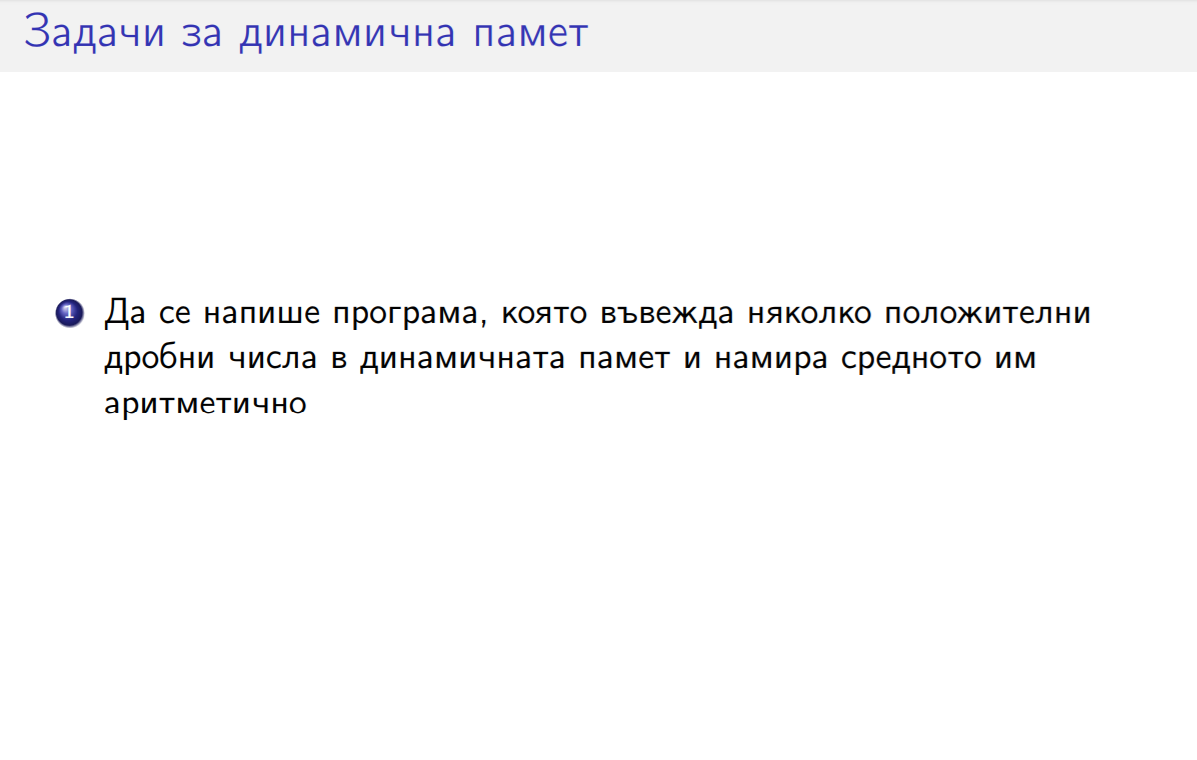 Задачи за динамична памет
1 Да се напише програма, която въвежда няколко положителни
дробни числа в динамичната памет и намира средното им
аритметично